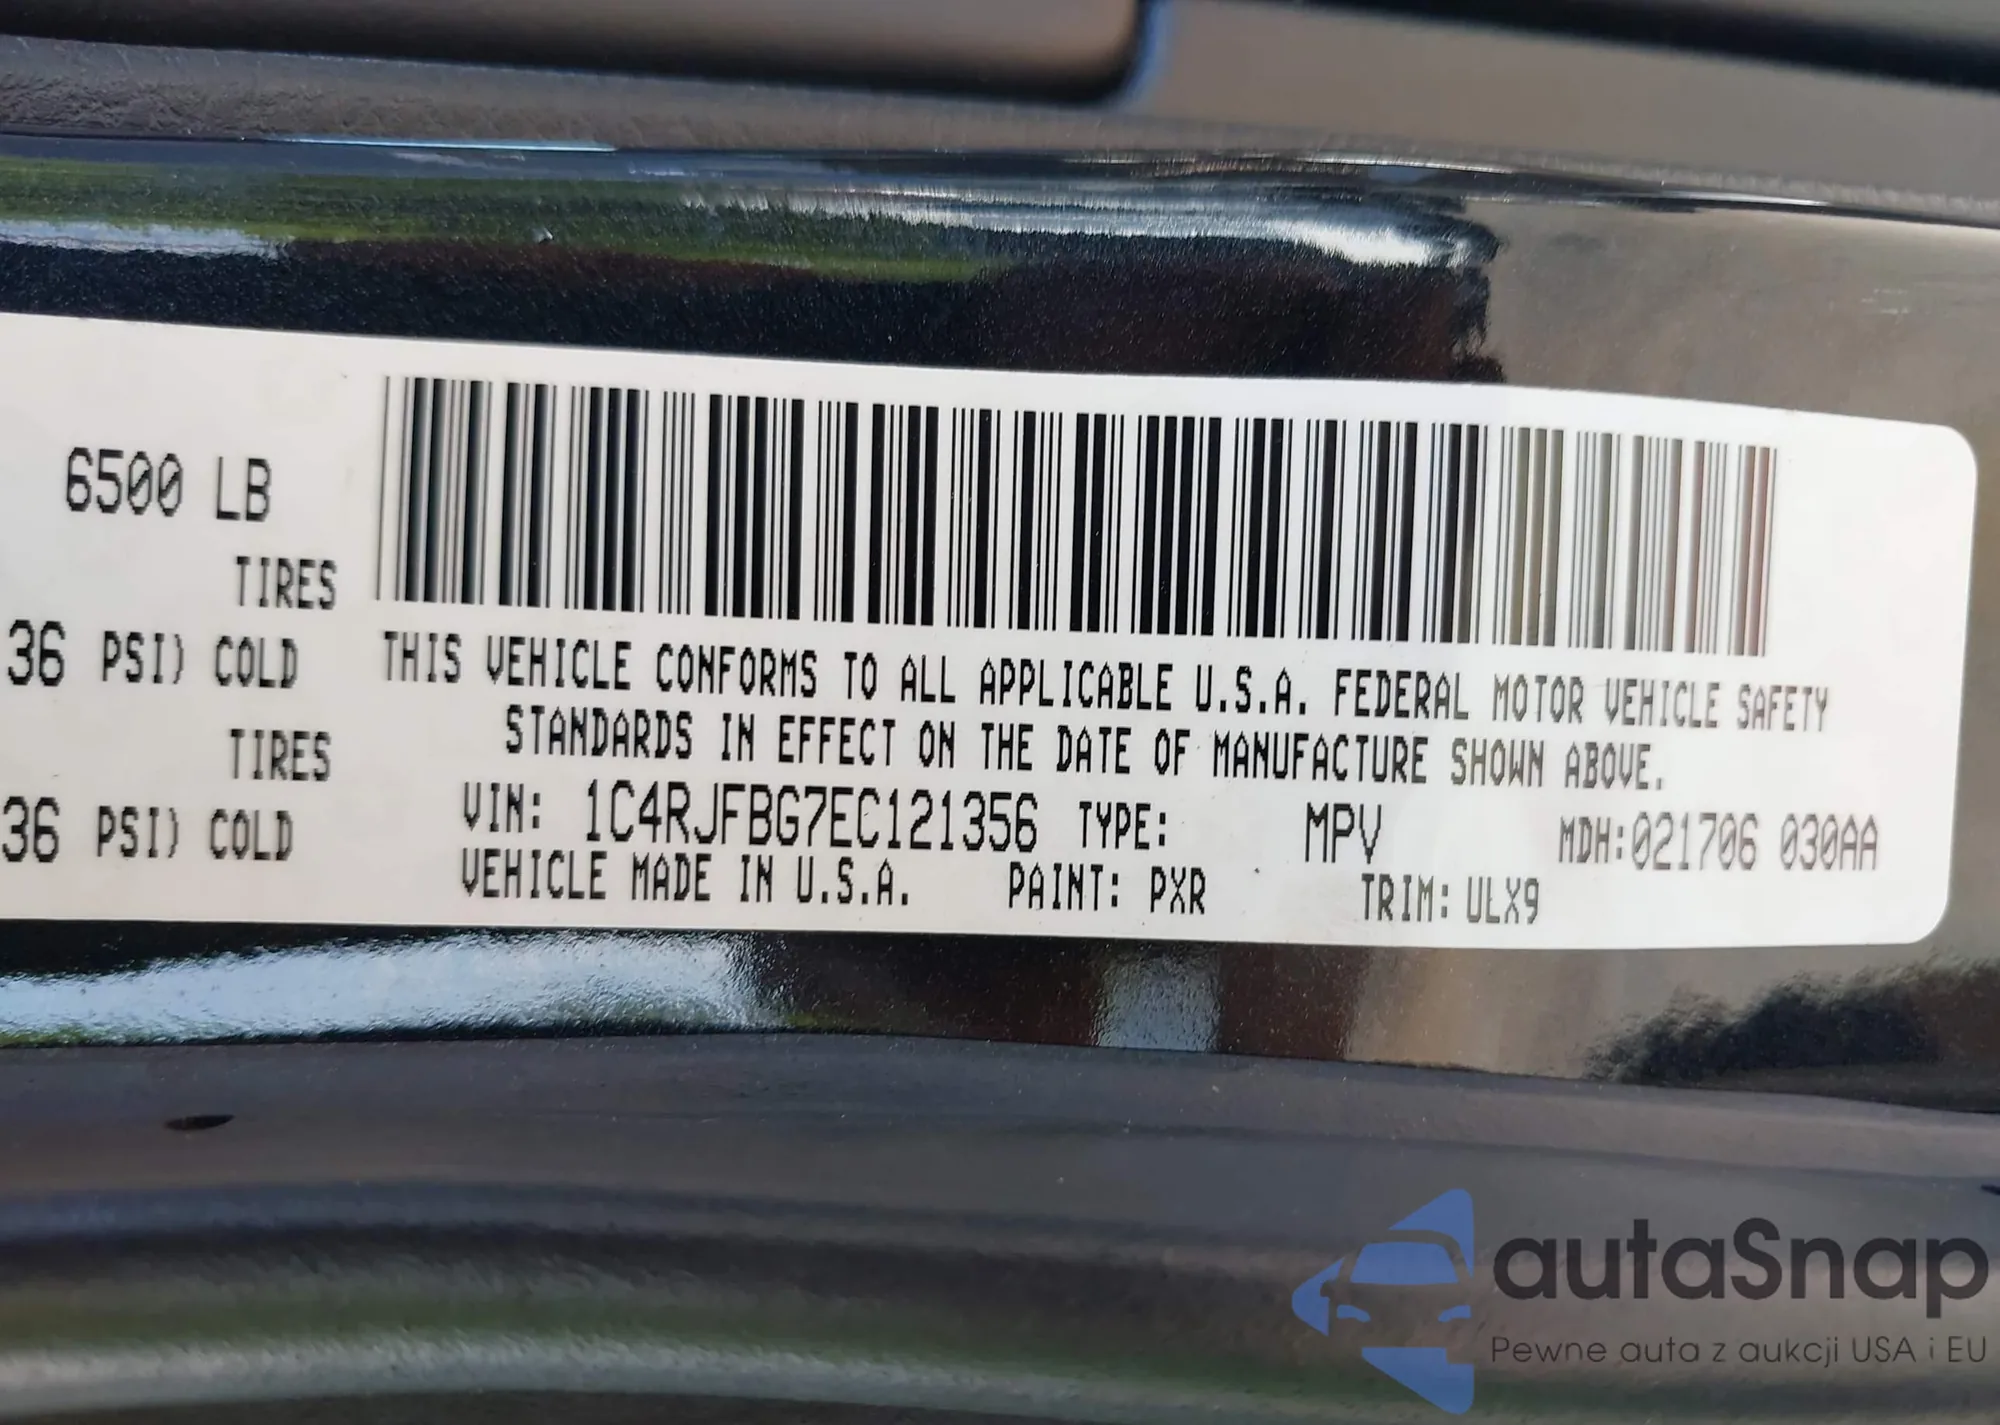 6500 LB
TIRES
36 PSI) COLD
TIRES
36 PSI) COLD
THIS VEHICLE CONFORMS TO ALL APPLICABLE U.S.A. FEDERAL MOTOR VEHICLE SAFETY
STANDARDS IN EFFECT ON THE DATE OF MANUFACTURE SHOWN ABOVE.
VIN: 1C4RJFBG7EC121356 TYPE: MPV MDH:021706 030AA
VEHICLE MADE IN U.S.A. PAINT: PXR TRIM: ULX9
autaSnap
Pewne auta z aukcji USA i EU